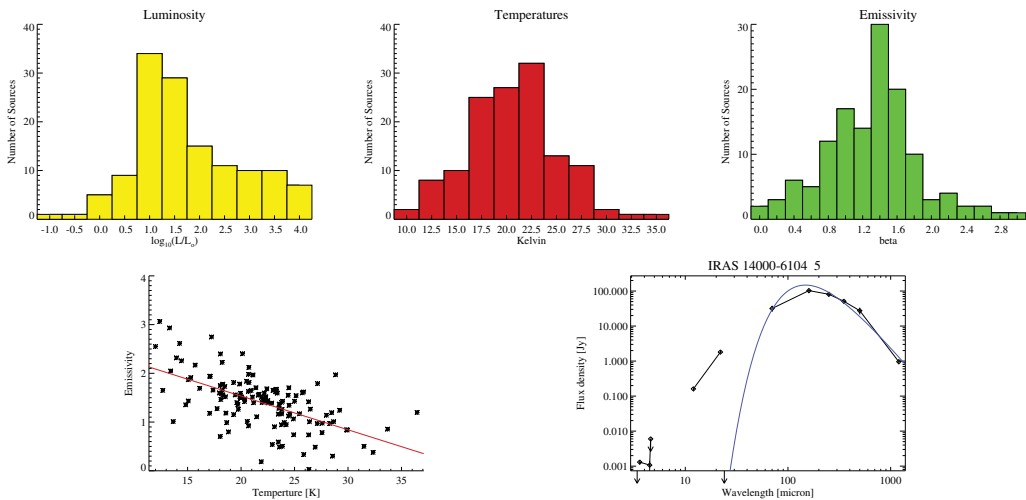 Luminosity
Number of Sources
40
30
20
10
0
-1.0 -0.5 0.0 0.5 1.0 1.5 2.0 2.5 3.0 3.5 4.0
log10(L/Lo)
Temperatures
Number of Sources
40
30
20
10
0
10.0 12.5 15.0 17.5 20.0 22.5 25.0 27.5 30.0 32.5 35.0
Kelvin
Emissivity
Number of Sources
30
20
10
0
0.0 0.4 0.8 1.2 1.6 2.0 2.4 2.8
beta
Emissivity
4
3
2
1
0
15 20 25 30 35
Temperture [K]
IRAS 14000-6104 5
Flux density [Jy]
100.000
10.000
1.000
0.100
0.010
0.001
10 100 1000
Wavelength [micron]